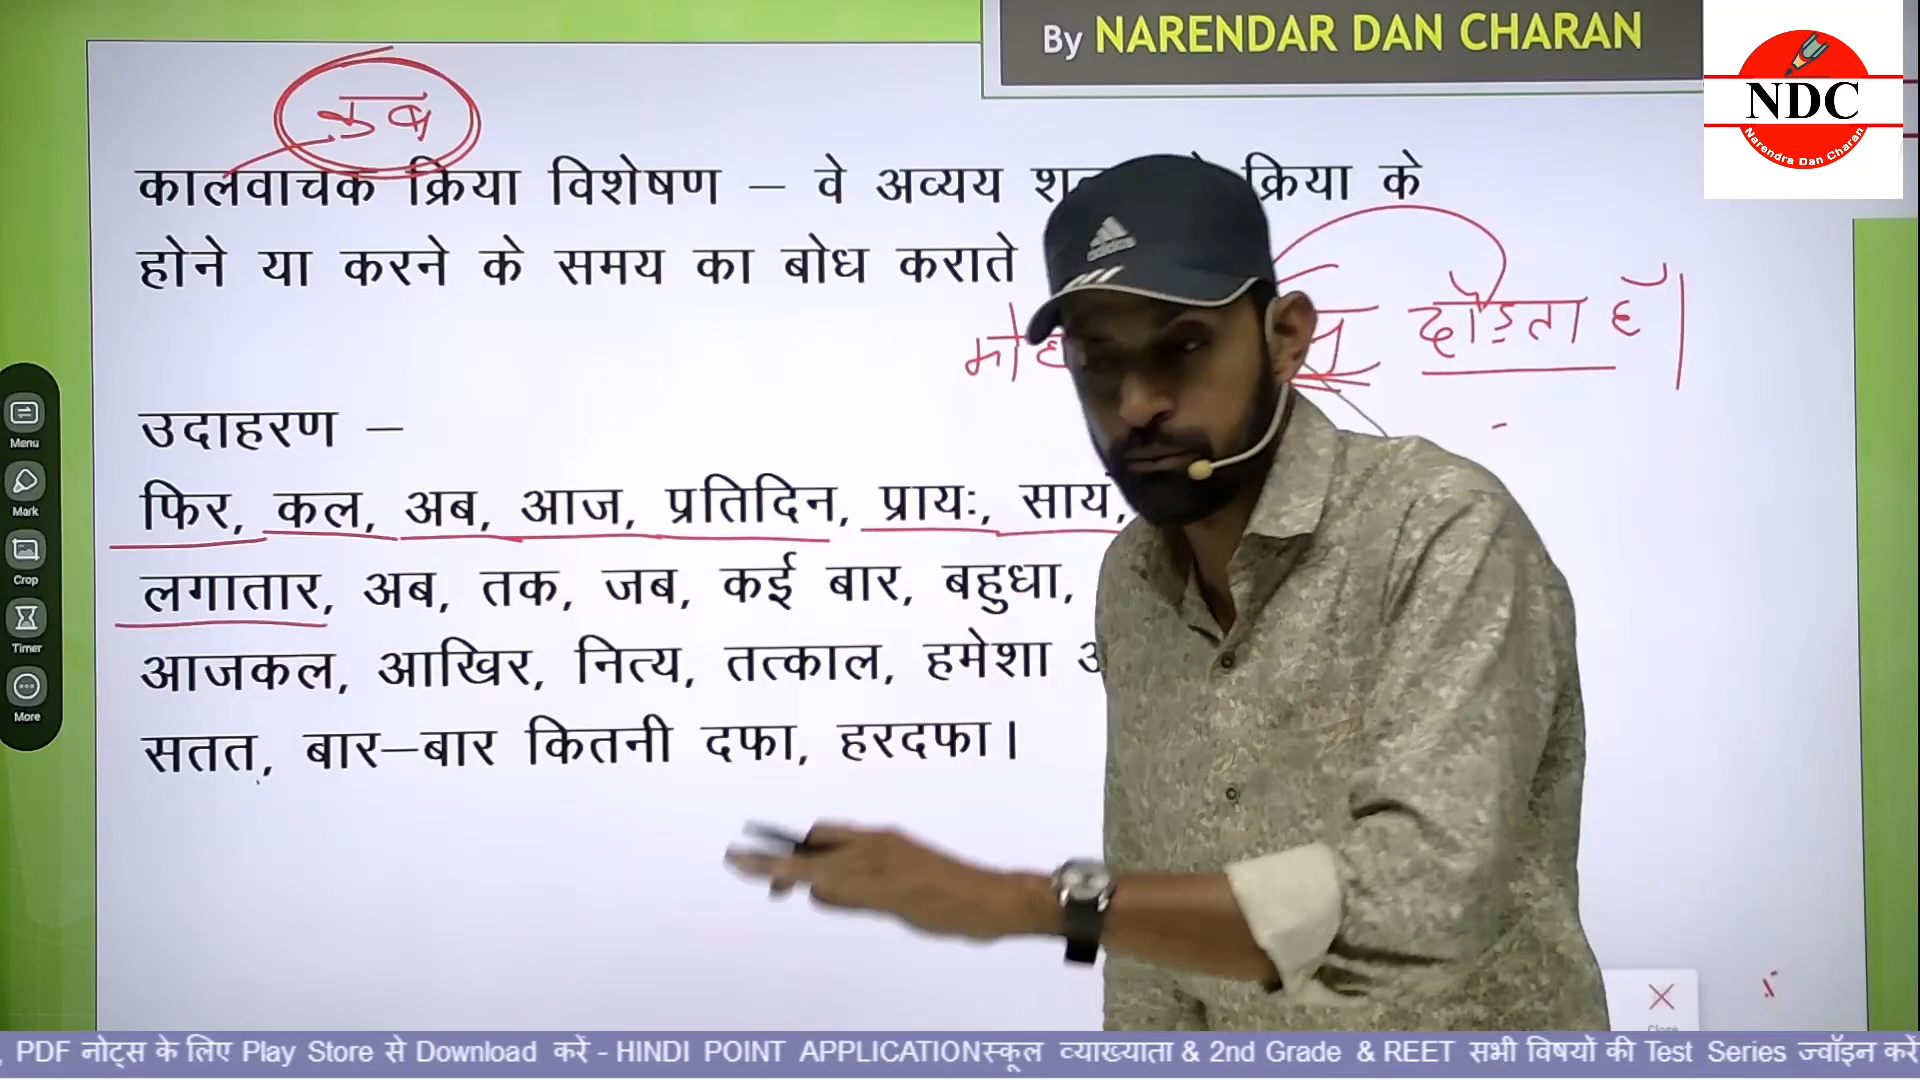 By NARENDAR DAN CHARAN
NDC
Narendra Dan Charan
कब
कालवाचक क्रिया विशेषण – वे अव्यय क्रिया के
होने या करने के समय का बोध कराते
दौड़ता है|
उदाहरण –
फिर, कल, अब, आज, प्रतिदिन, प्रायः, सायं,
लगातार, अब, तक, जब, कई बार, बहुधा,
आजकल, आखिर, नित्य, तत्काल, हमेशा
सतत, बार–बार कितनी दफा, हरदफा।
Menu
Mark
Crop
Timer
More
adidas
Close
, PDF नोट्स के लिए Play Store से Download करें - HINDI POINT APPLICATIONस्कूल व्याख्याता & 2nd Grade & REET सभी विषयों की Test Series ज्वॉइन करें